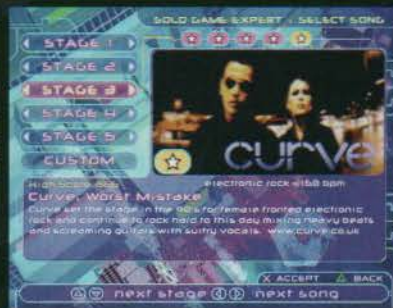 SOLO GAME EXPERT : SELECT SONG
STAGE 1
STAGE 2
STAGE 3
STAGE 4
STAGE 5
CUSTOM
curve
High Score:
electronic rock -
bpm
Curve, Worst Mistake
Curve set the stage in the 90's for female fronted electronic
rock and continue to rock hard to this day mixing heavy beats
and screaming guitars with sultry vocals. www.curve.co.uk
X ACCEPT △ BACK
next stage next song